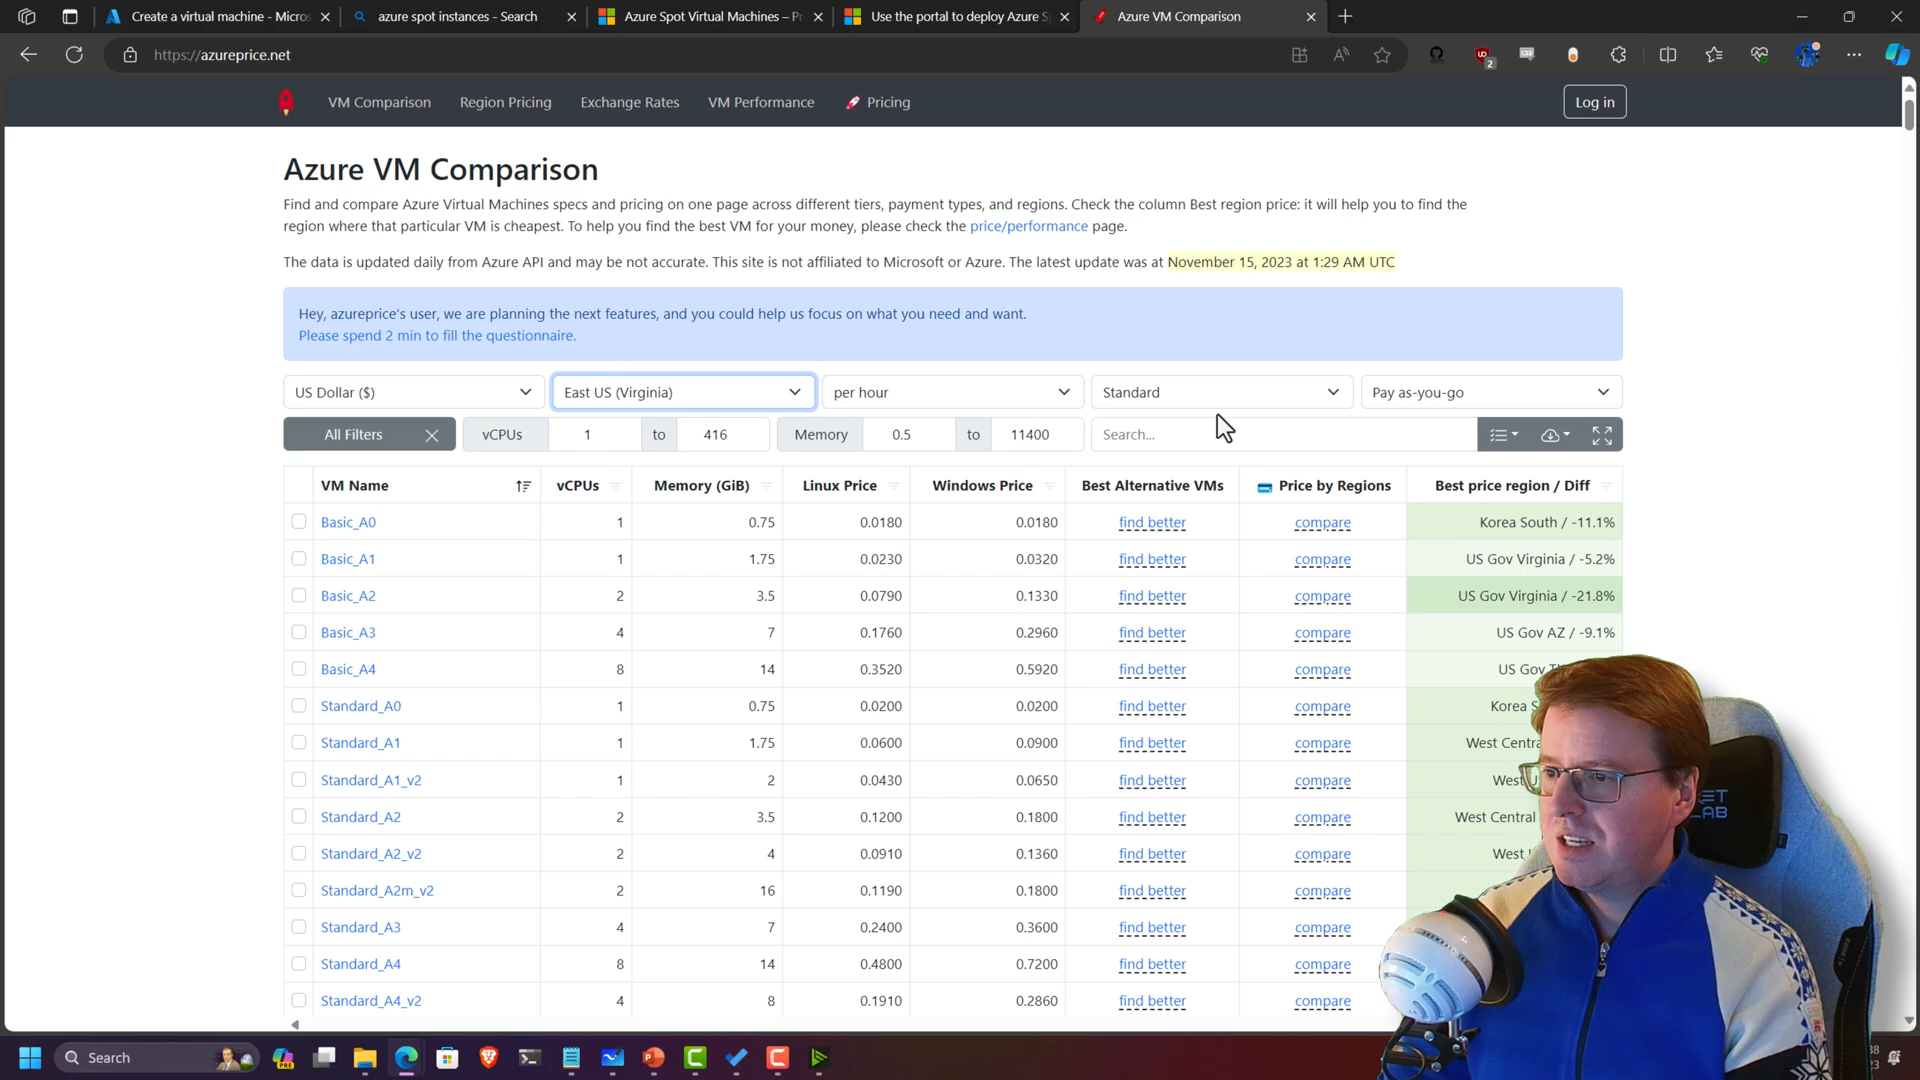 Create a virtual machine - Micros
azure spot instances - Search
Azure Spot Virtual Machines – Pr
Use the portal to deploy Azure S
Azure VM Comparison
https://azureprice.net
2
VM Comparison
Region Pricing
Exchange Rates
VM Performance
Pricing
Log in
Azure VM Comparison
Find and compare Azure Virtual Machines specs and pricing on one page across different tiers, payment types, and regions. Check the column Best region price: it will help you to find the
region where that particular VM is cheapest. To help you find the best VM for your money, please check the price/performance page.
The data is updated daily from Azure API and may be not accurate. This site is not affiliated to Microsoft or Azure. The latest update was at November 15, 2023 at 1:29 AM UTC
Hey, azureprice's user, we are planning the next features, and you could help us focus on what you need and want.
Please spend 2 min to fill the questionnaire.
US Dollar ($) East US (Virginia) per hour Standard Pay as-you-go
All Filters vCPUs 1 to 416 Memory 0.5 to 11400 Search...
VM Name vCPUs Memory (GiB) Linux Price Windows Price Best Alternative VMs Price by Regions Best price region / Diff
Basic_A0 1 0.75 0.0180 0.0180 find better compare Korea South / -11.1%
Basic_A1 1 1.75 0.0230 0.0320 find better compare US Gov Virginia / -5.2%
Basic_A2 2 3.5 0.0790 0.1330 find better compare US Gov Virginia / -21.8%
Basic_A3 4 7 0.1760 0.2960 find better compare US Gov AZ / -9.1%
Basic_A4 8 14 0.3520 0.5920 find better compare US Gov
Standard_A0 1 0.75 0.0200 0.0200 find better compare Korea S
Standard_A1 1 1.75 0.0600 0.0900 find better compare West Centra
Standard_A1_v2 1 2 0.0430 0.0650 find better compare West
Standard_A2 2 3.5 0.1200 0.1800 find better compare West Central
Standard_A2_v2 2 4 0.0910 0.1360 find better compare West
Standard_A2m_v2 2 16 0.1190 0.1800 find better compare
Standard_A3 4 7 0.2400 0.3600 find better compare
Standard_A4 8 14 0.4800 0.7200 find better compare
Standard_A4_v2 4 8 0.1910 0.2860 find better compare
Search
PRE